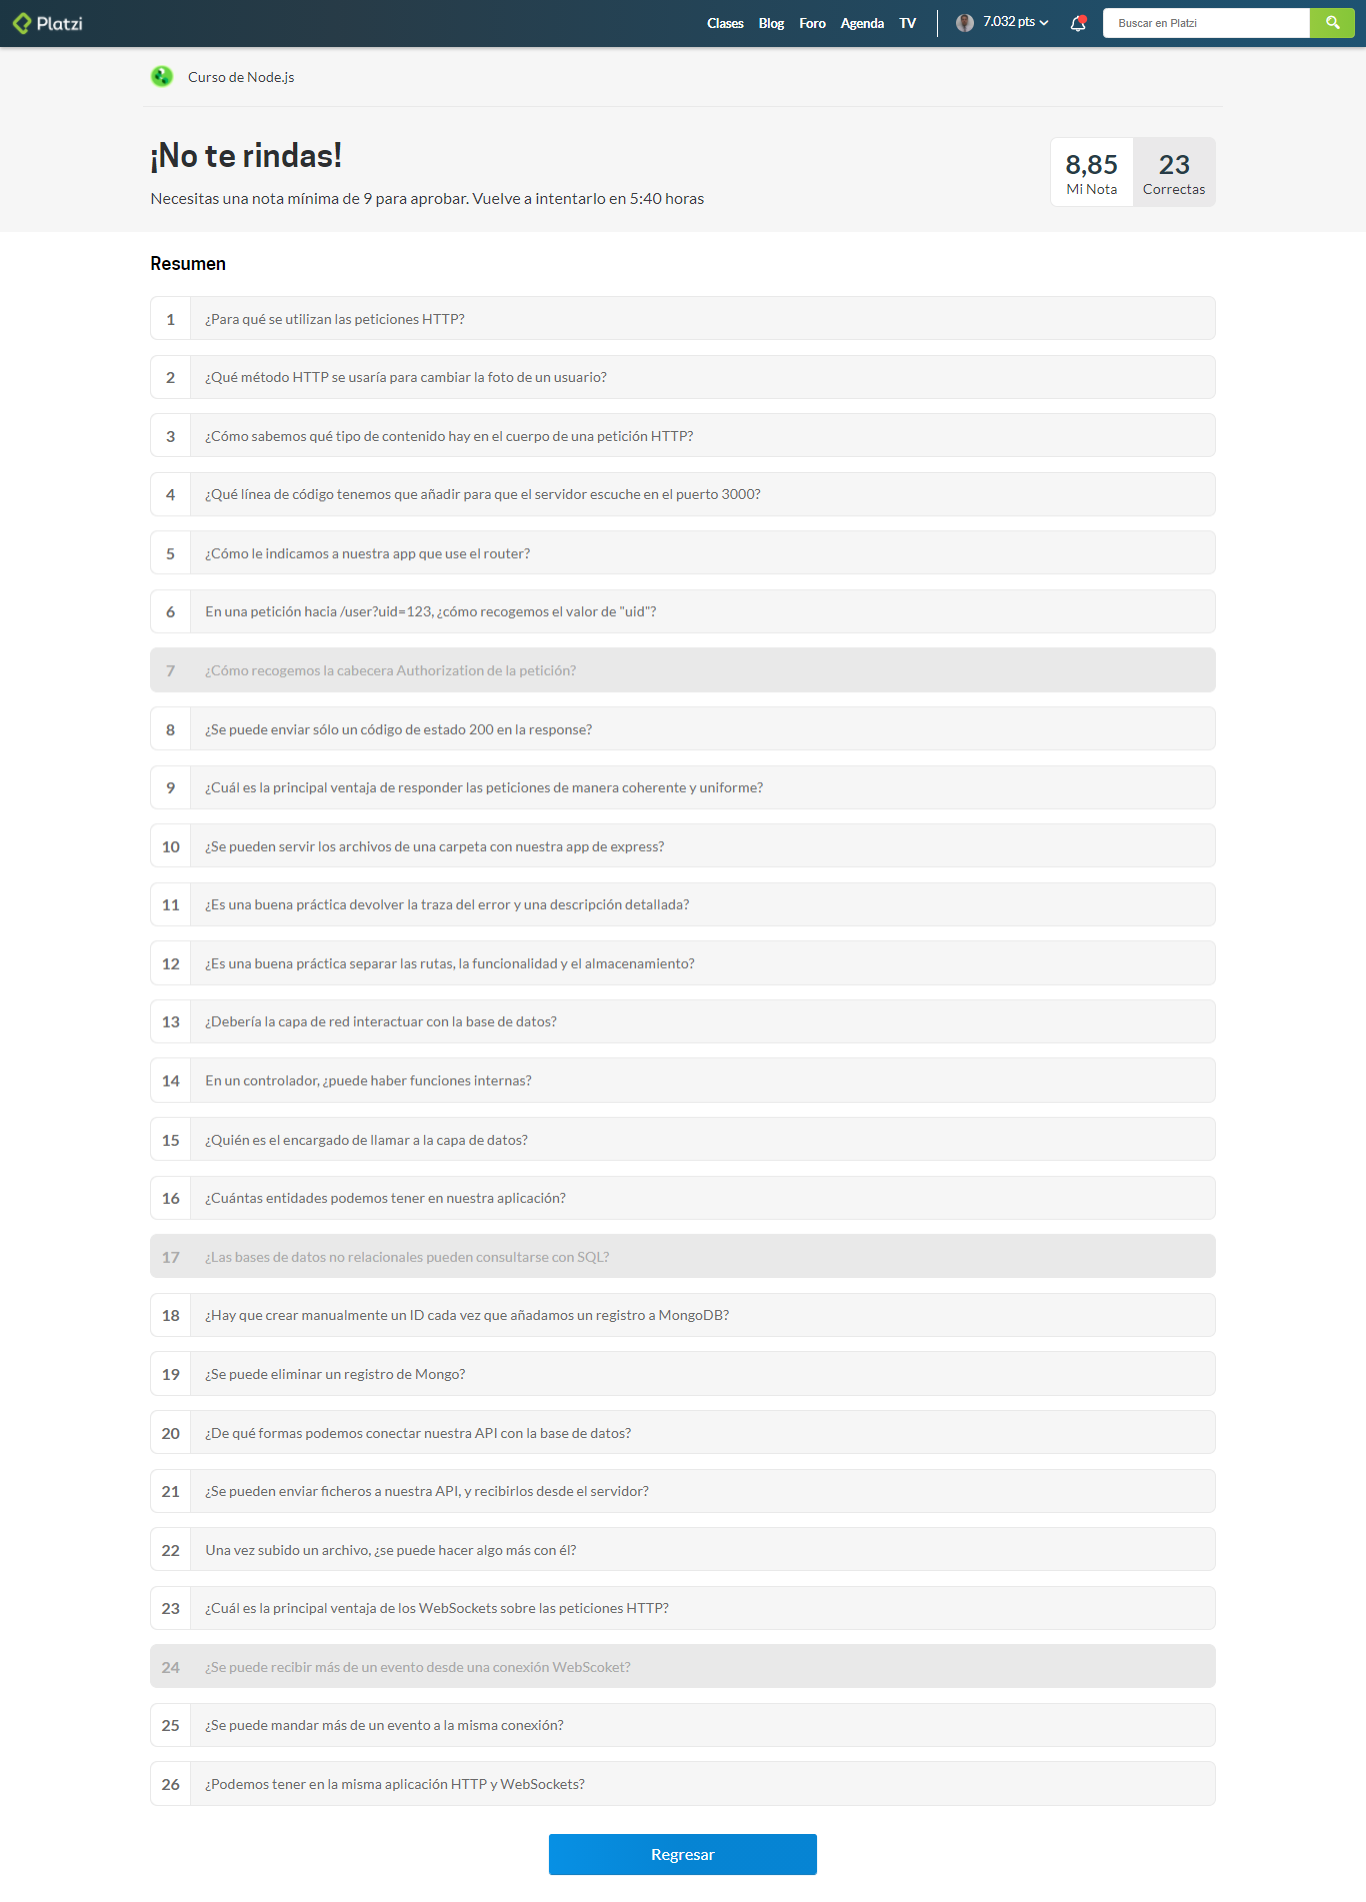 Platzi
Clases Blog Foro Agenda TV 7.032 pts Buscar en Platzi
Curso de Node.js
¡No te rindas!
Necesitas una nota mínima de 9 para aprobar. Vuelve a intentarlo en 5:40 horas
8,85 23
Mi Nota Correctas
Resumen
1 ¿Para qué se utilizan las peticiones HTTP?
2 ¿Qué método HTTP se usaría para cambiar la foto de un usuario?
3 ¿Cómo sabemos qué tipo de contenido hay en el cuerpo de una petición HTTP?
4 ¿Qué línea de código tenemos que añadir para que el servidor escuche en el puerto 3000?
5 ¿Cómo le indicamos a nuestra app que use el router?
6 En una petición hacia /user?uid=123, ¿cómo recogemos el valor de "uid"?
7 ¿Cómo recogemos la cabecera Authorization de la petición?
8 ¿Se puede enviar sólo un código de estado 200 en la response?
9 ¿Cuál es la principal ventaja de responder las peticiones de manera coherente y uniforme?
10 ¿Se pueden servir los archivos de una carpeta con nuestra app de express?
11 ¿Es una buena práctica devolver la traza del error y una descripción detallada?
12 ¿Es una buena práctica separar las rutas, la funcionalidad y el almacenamiento?
13 ¿Debería la capa de red interactuar con la base de datos?
14 En un controlador, ¿puede haber funciones internas?
15 ¿Quién es el encargado de llamar a la capa de datos?
16 ¿Cuántas entidades podemos tener en nuestra aplicación?
17 ¿Las bases de datos no relacionales pueden consultarse con SQL?
18 ¿Hay que crear manualmente un ID cada vez que añadamos un registro a MongoDB?
19 ¿Se puede eliminar un registro de Mongo?
20 ¿De qué formas podemos conectar nuestra API con la base de datos?
21 ¿Se pueden enviar ficheros a nuestra API, y recibirlos desde el servidor?
22 Una vez subido un archivo, ¿se puede hacer algo más con él?
23 ¿Cuál es la principal ventaja de los WebSockets sobre las peticiones HTTP?
24 ¿Se puede recibir más de un evento desde una conexión WebScoket?
25 ¿Se puede mandar más de un evento a la misma conexión?
26 ¿Podemos tener en la misma aplicación HTTP y WebSockets?
Regresar